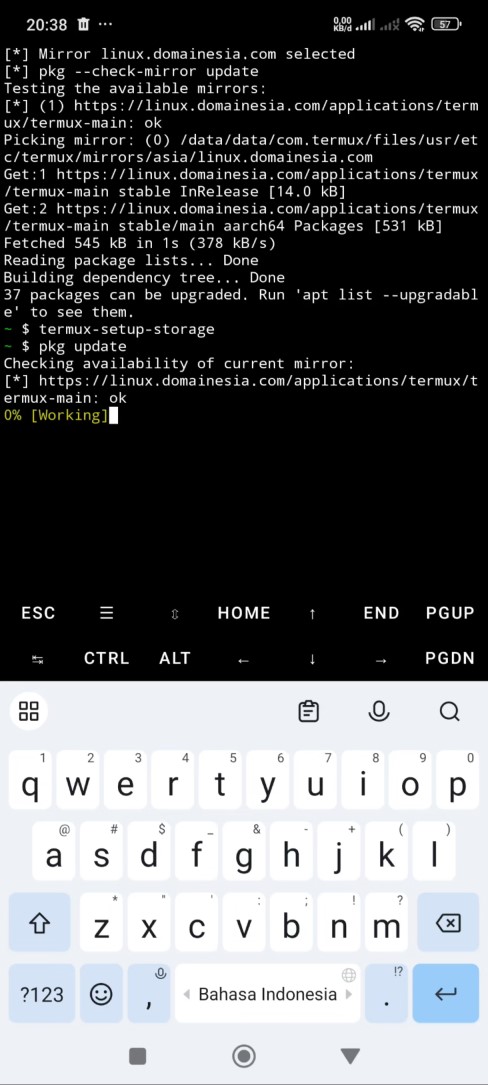 20:38 ... 0,00 KB/d 57
[*] Mirror linux.domainesia.com selected
[*] pkg --check-mirror update
Testing the available mirrors:
[*] (1) https://linux.domainesia.com/applications/term
ux/termux-main: ok
Picking mirror: (0) /data/data/com.termux/files/usr/et
c/termux/mirrors/asia/linux.domainesia.com
Get:1 https://linux.domainesia.com/applications/termux
/termux-main stable InRelease [14.0 kB]
Get:2 https://linux.domainesia.com/applications/termux
/termux-main stable/main aarch64 Packages [531 kB]
Fetched 545 kB in 1s (378 kB/s)
Reading package lists... Done
Building dependency tree... Done
37 packages can be upgraded. Run 'apt list --upgradabl
e' to see them.
~ $ termux-setup-storage
~ $ pkg update
Checking availability of current mirror:
[*] https://linux.domainesia.com/applications/termux/t
ermux-main: ok
0% [Working]
ESC ☰ ⇳ HOME ↑ END PGUP
↹ CTRL ALT ← ↓ → PGDN
1 2 3 4 5 6 7 8 9 0
q w e r t y u i o p
@ # $ _ & - + ( )
a s d f g h j k l
* " ' : ; ! ?
z x c v b n m
?123 , Bahasa Indonesia . !?